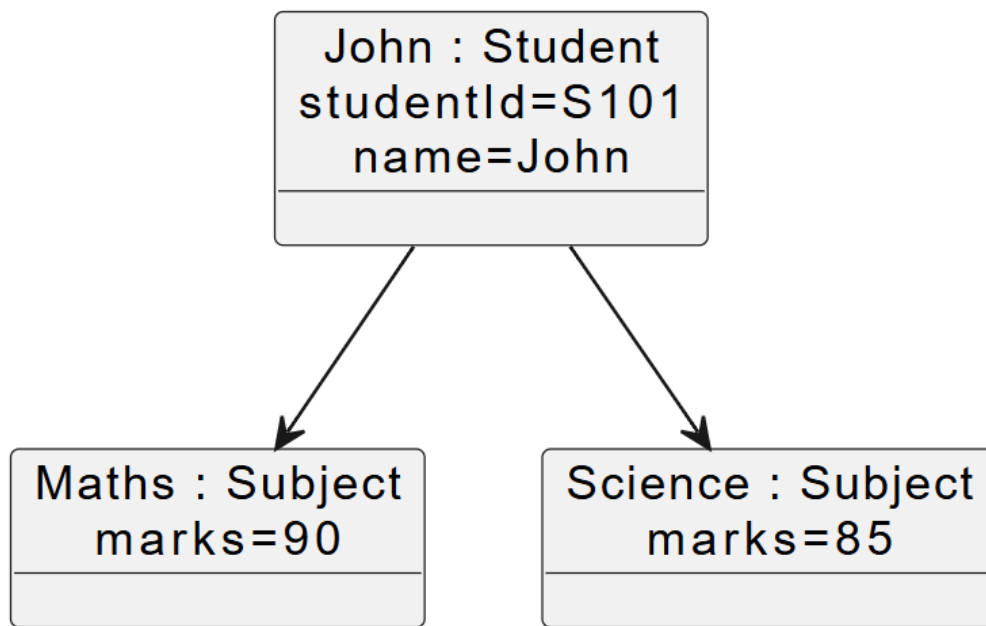 John : Student
studentId=S101
name=John
Maths : Subject
marks=90
Science : Subject
marks=85